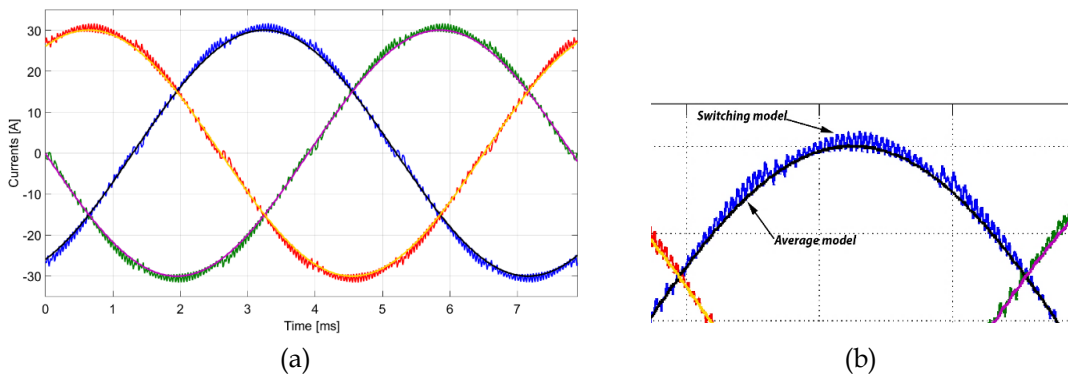 30
20
10
0
-10
-20
-30
Currents [A]
0 1 2 3 4 5 6 7
Time [ms]
(a)
Switching model
Average model
(b)